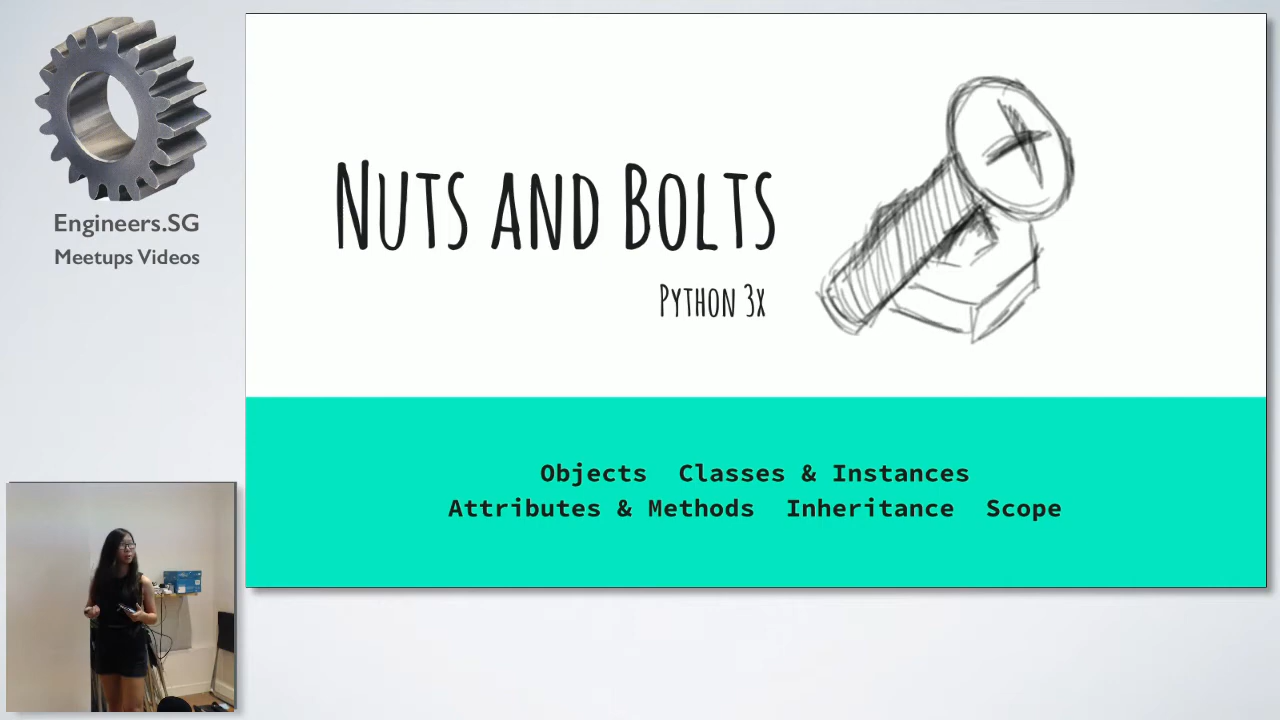 Engineers.SG
Meetups Videos
Nuts and Bolts
Python 3x
Objects  Classes & Instances
Attributes & Methods  Inheritance  Scope